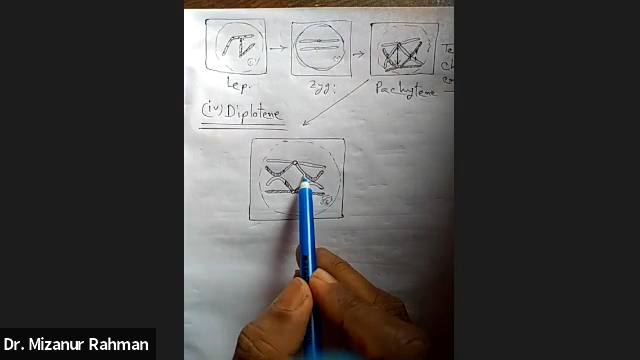 Lep.
Zyg:
Pachytene
(iv) Diplotene
Dr. Mizanur Rahman